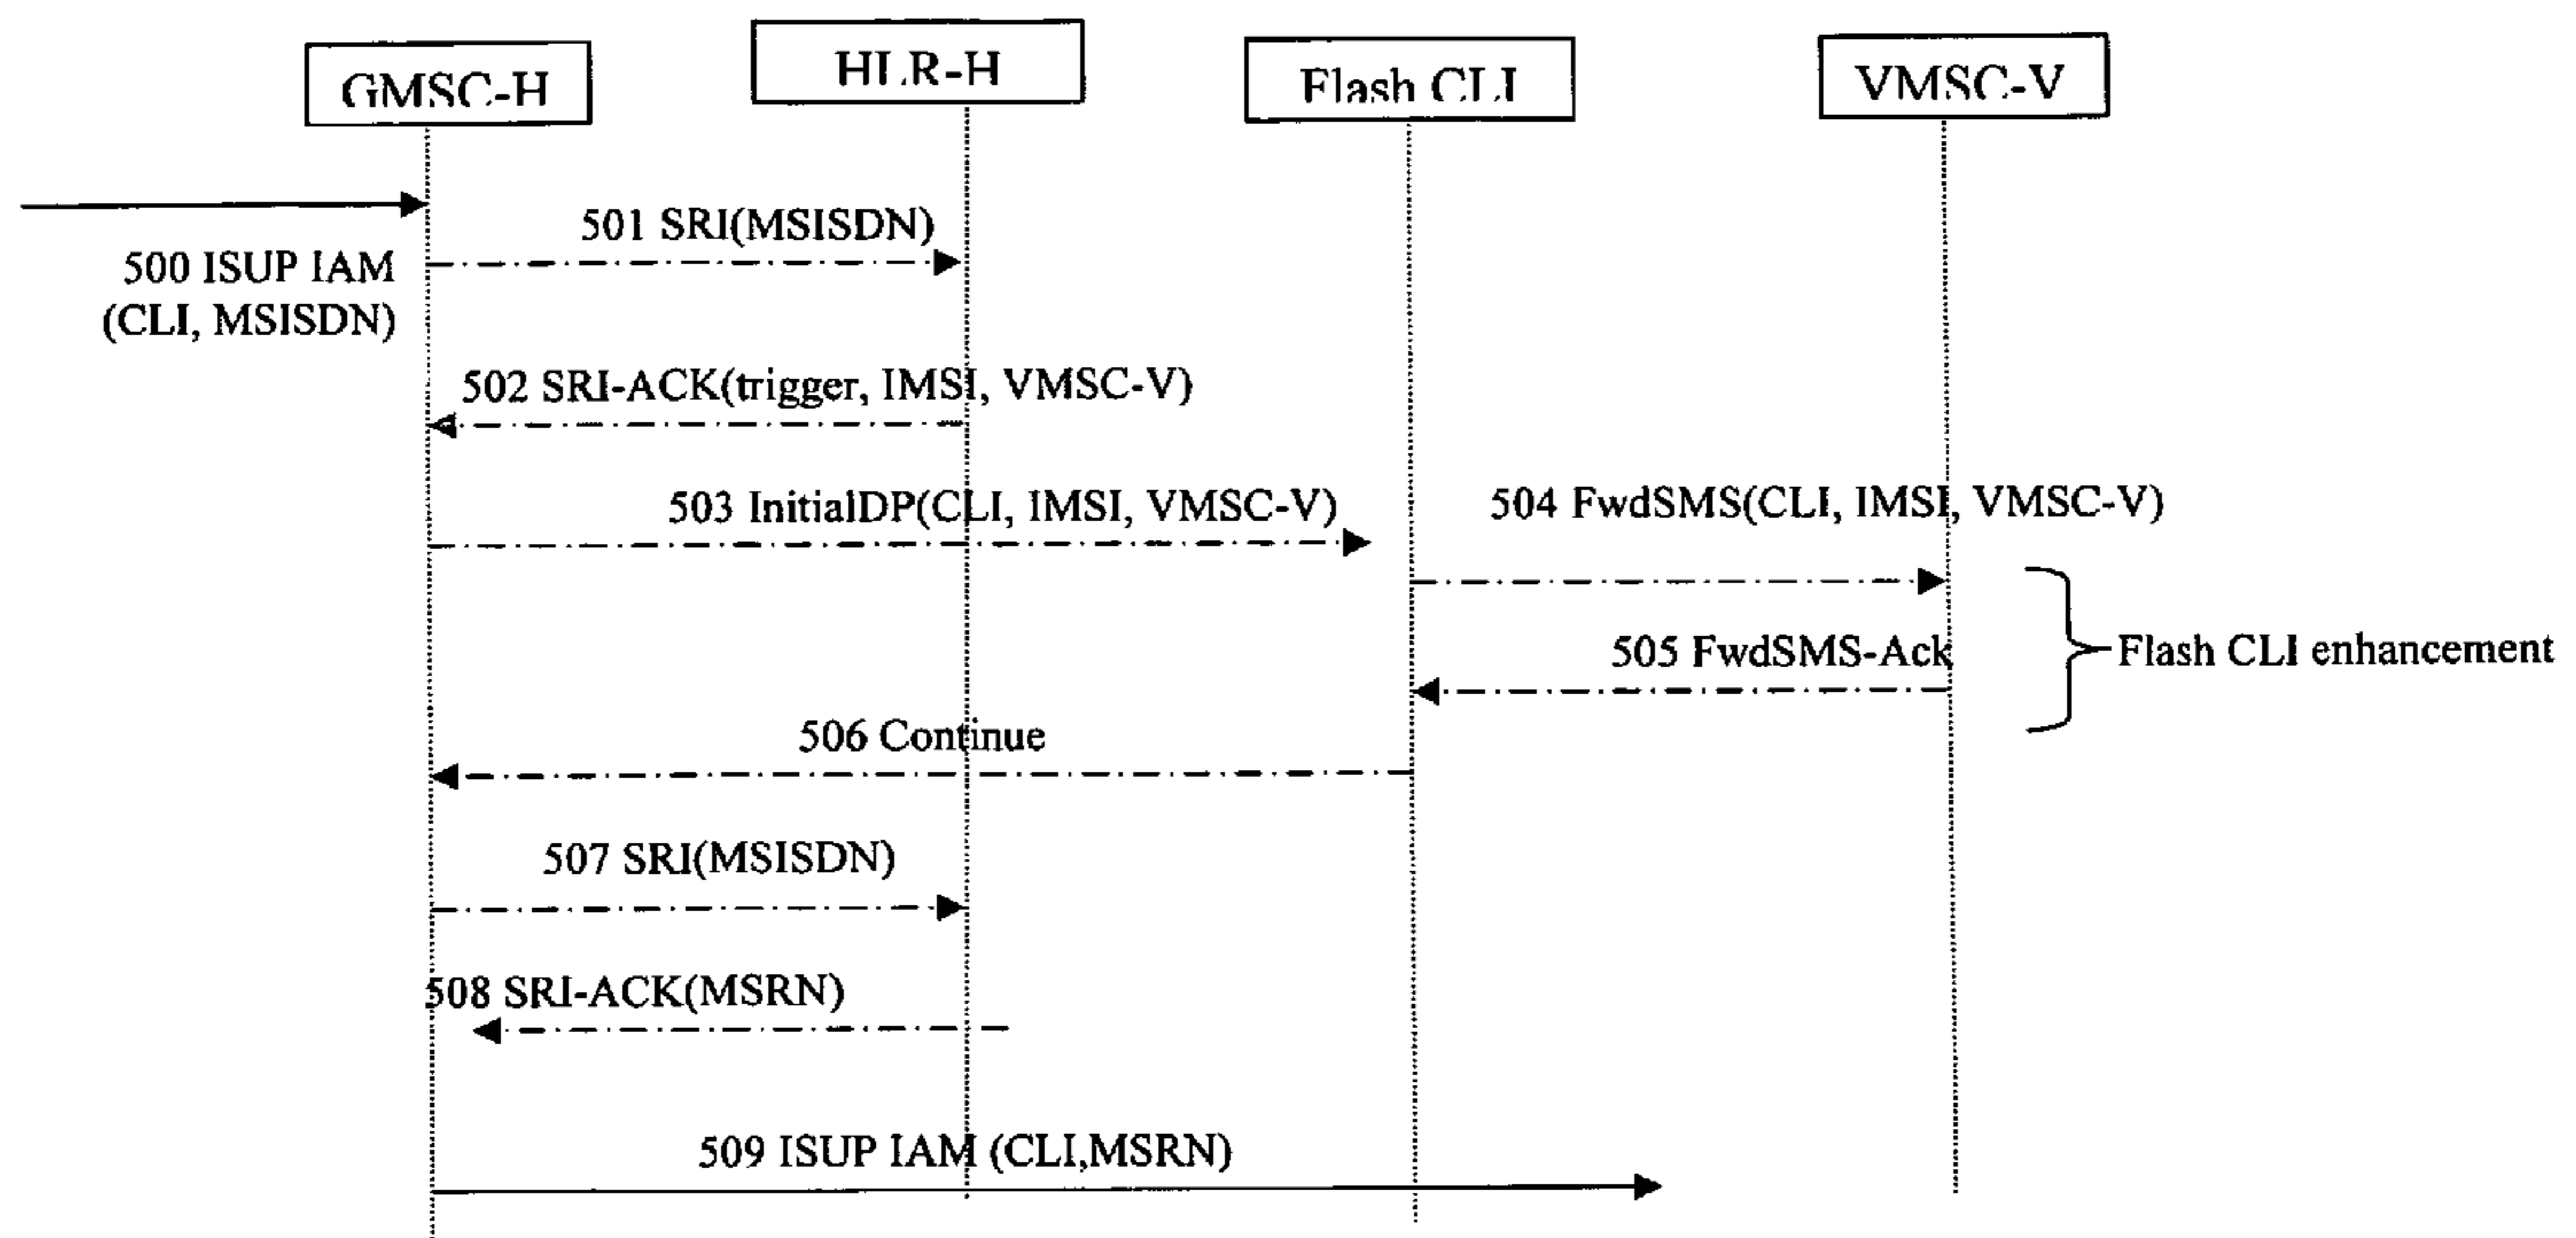 GMSC-H
HLR-H
Flash CLI
VMSC-V
501 SRI(MSISDN)
500 ISUP IAM
(CLI, MSISDN)
502 SRI-ACK(trigger, IMSI, VMSC-V)
503 InitialDP(CLI, IMSI, VMSC-V)
504 FwdSMS(CLI, IMSI, VMSC-V)
505 FwdSMS-Ack
Flash CLI enhancement
506 Continue
507 SRI(MSISDN)
508 SRI-ACK(MSRN)
509 ISUP IAM (CLI,MSRN)